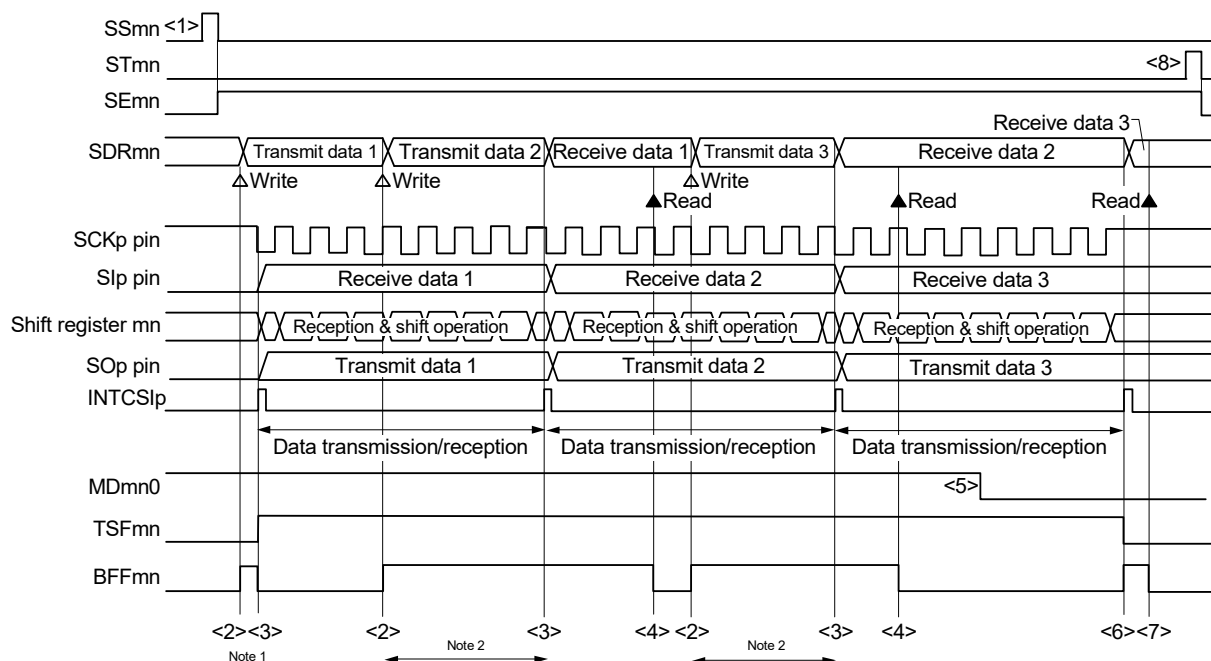 SSmn <1>
STmn <8>
SEmn
Receive data 3
SDRmn Transmit data 1 Transmit data 2 Receive data 1 Transmit data 3 Receive data 2
Write Write Write
Read Read Read
SCKp pin
SIp pin Receive data 1 Receive data 2 Receive data 3
Shift register mn Reception & shift operation Reception & shift operation Reception & shift operation
SOp pin Transmit data 1 Transmit data 2 Transmit data 3
INTCSIp
Data transmission/reception Data transmission/reception Data transmission/reception
MDmn0 <5>
TSFmn
BFFmn
<2> <3> <2> <3> <4> <2> <3> <4> <6> <7>
Note 1 Note 2 Note 2